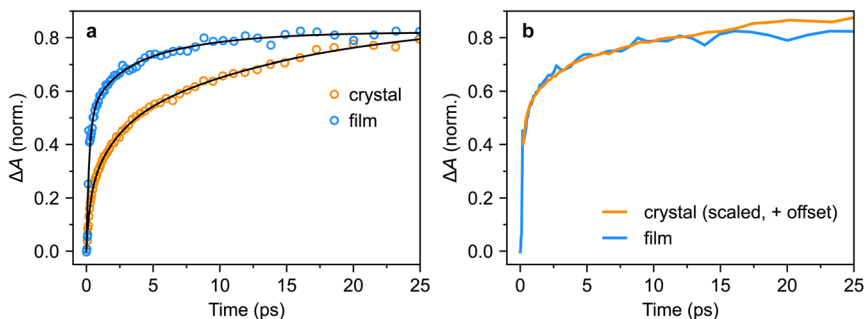 a
0.8
0.6
0.4
0.2
0.0
ΔA (norm.)
crystal
film
0 5 10 15 20 25
Time (ps)
b
0.8
0.6
0.4
0.2
0.0
ΔA (norm.)
crystal (scaled, + offset)
film
0 5 10 15 20 25
Time (ps)